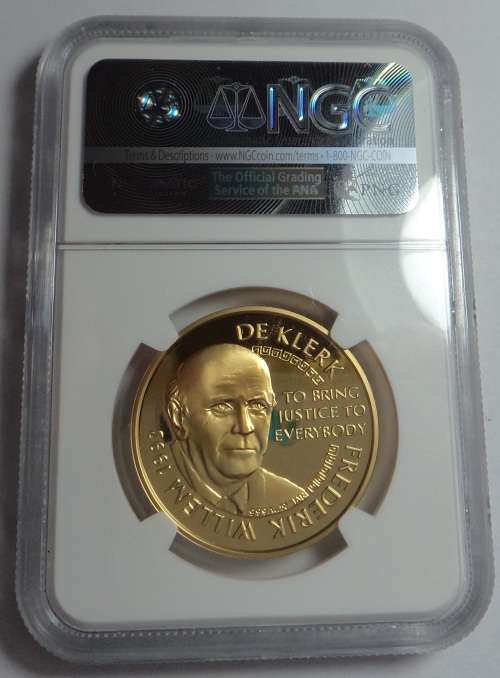 NGC
Terms & Descriptions - www.NGCcoin.com/terms • 1-800-NGC-COIN
The Official Grading
Service of the ANA
PNG
DE KLERK
TO BRING
JUSTICE TO
EVERYBODY
FREDERIK WILLEM 1993